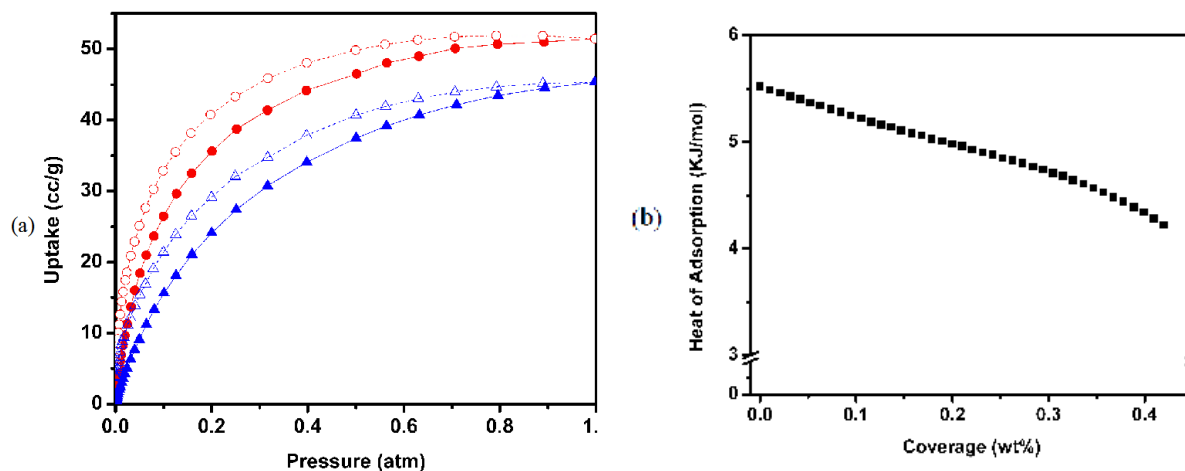 (a)
Uptake (cc/g)
50
40
30
20
10
0
0.0 0.2 0.4 0.6 0.8 1.
Pressure (atm)
(b)
Heat of Adsorption (KJ/mol)
6
5
4
3
0
0.0 0.1 0.2 0.3 0.4
Coverage (wt%)